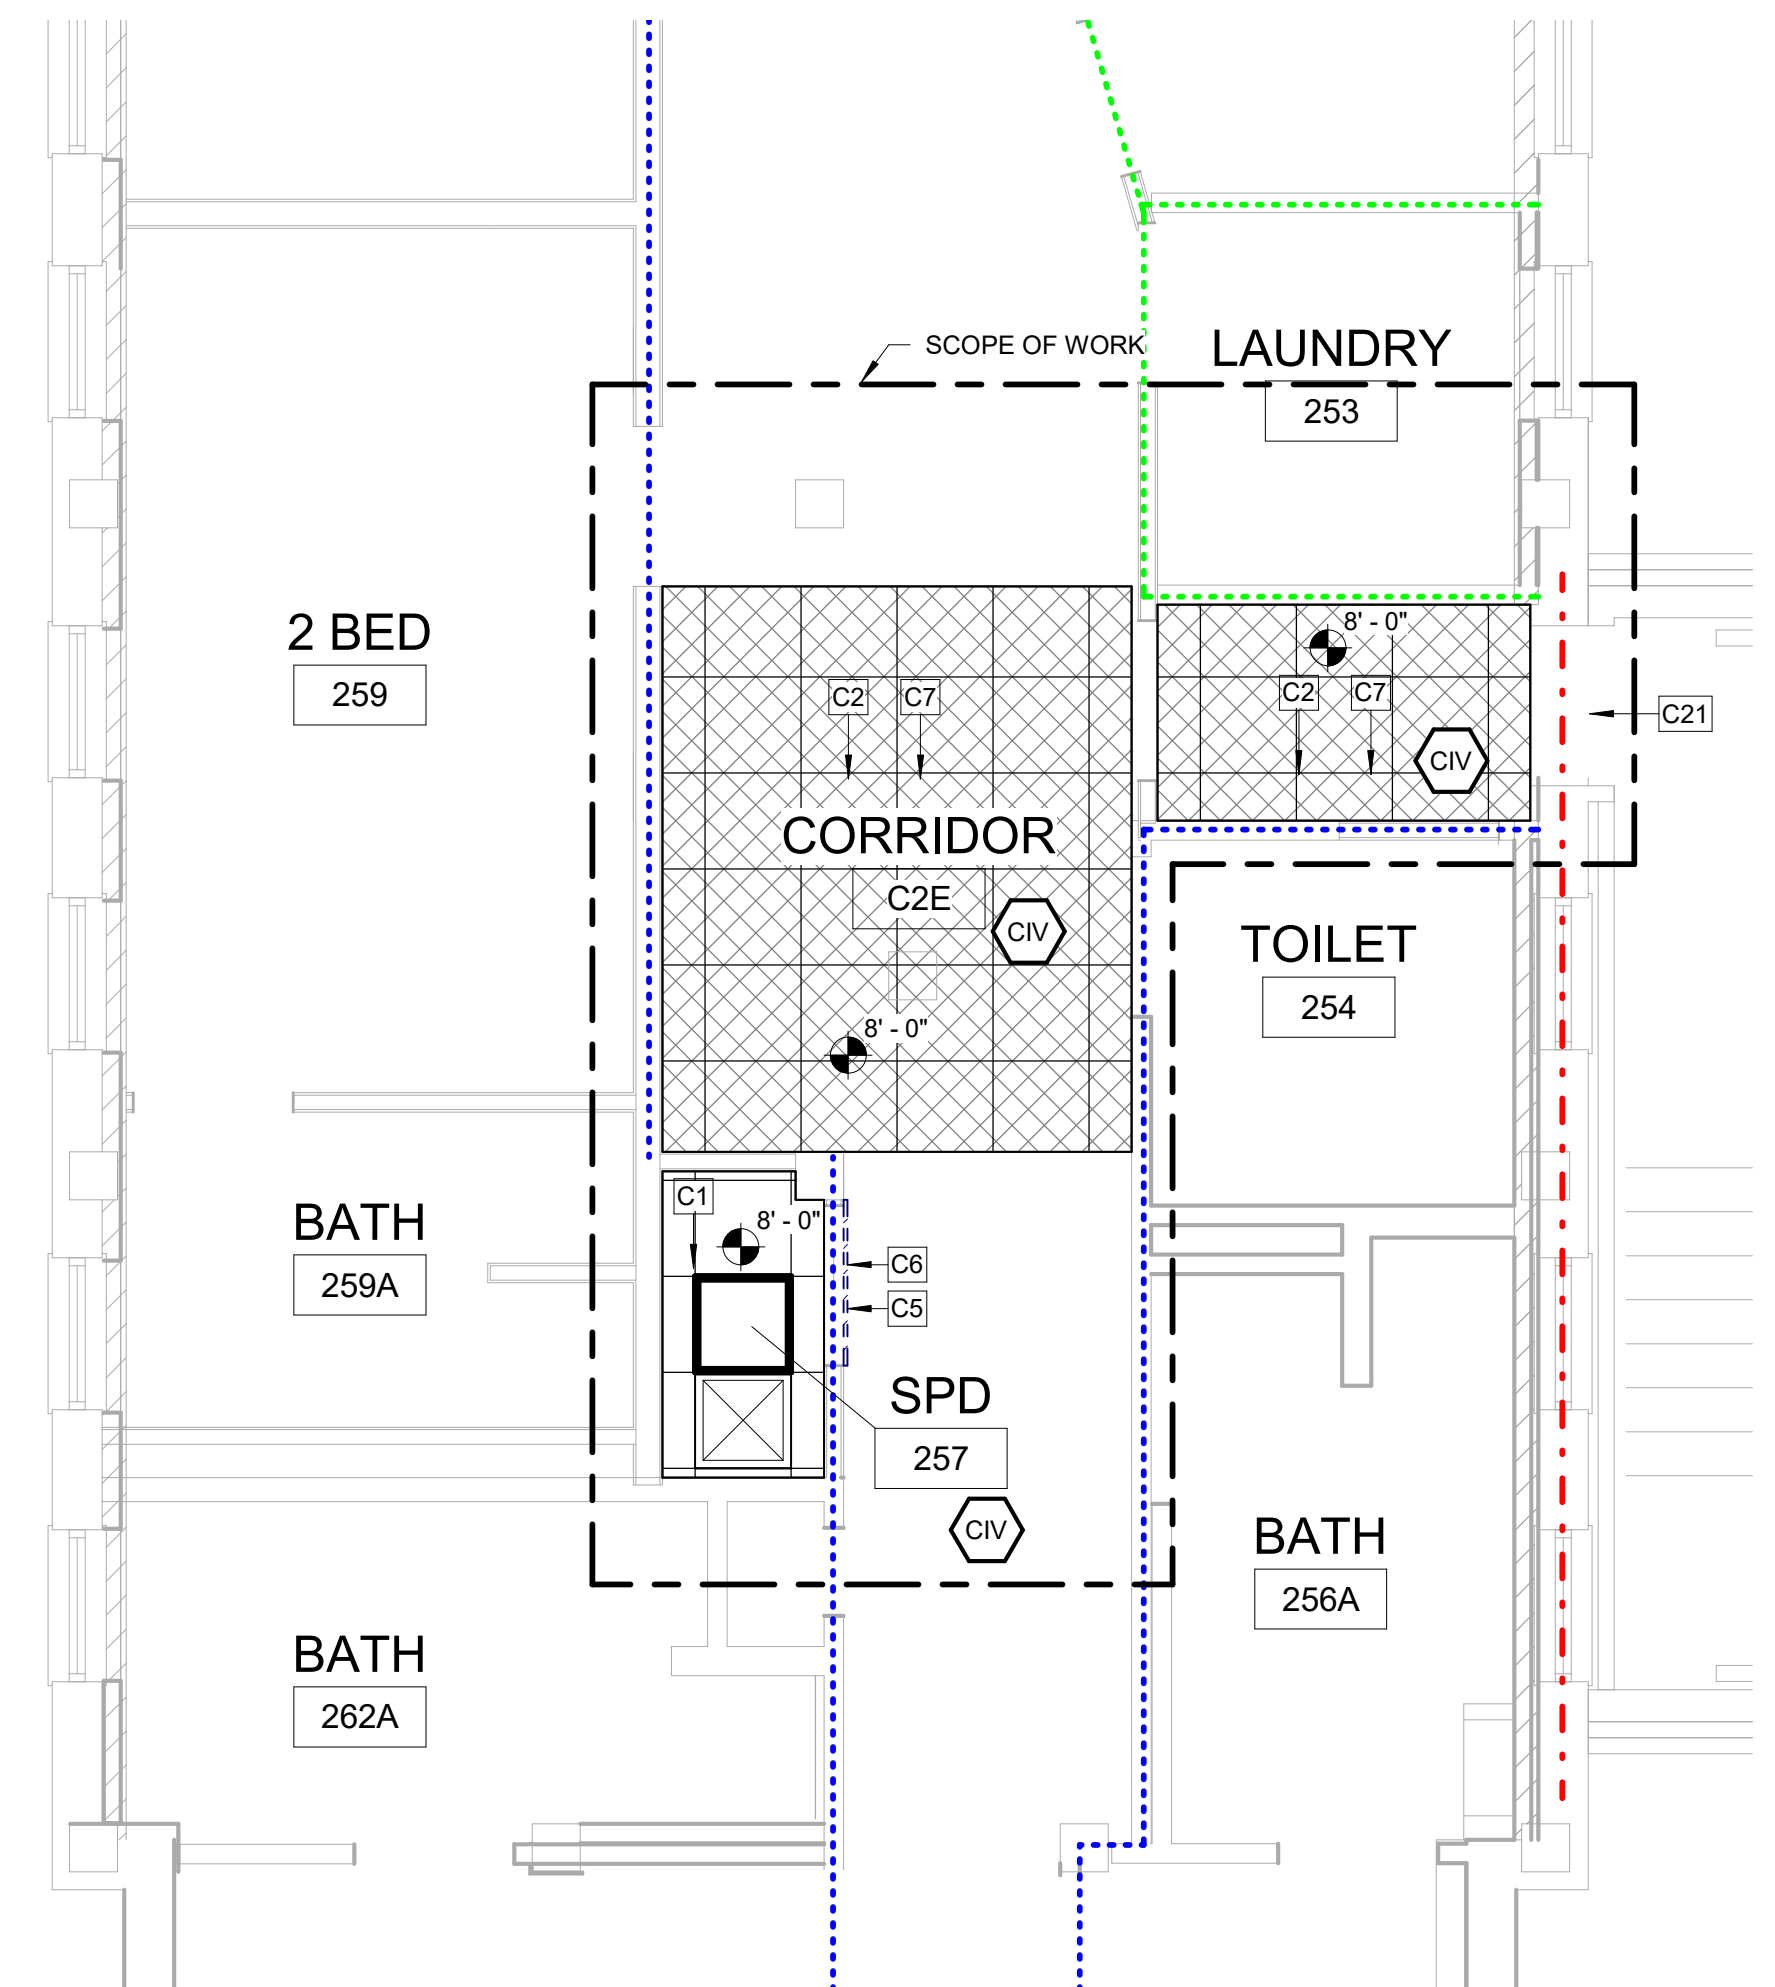 SCOPE OF WORK
LAUNDRY
253
2 BED
259
8' - 0"
C2
C7
C2
C7
C21
CIV
CORRIDOR
C2E
CIV
TOILET
254
8' - 0"
C1
8' - 0"
BATH
259A
C6
C5
SPD
257
CIV
BATH
256A
BATH
262A